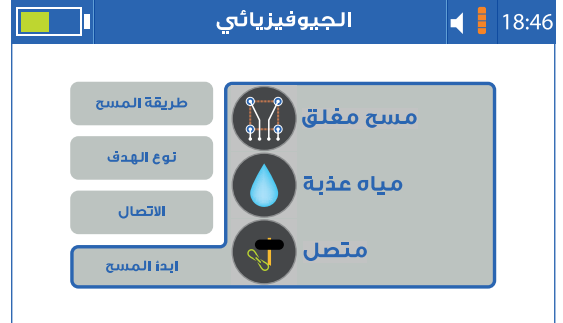 الجيوفيزيائي
18:46
طريقة المسح
نوع الهدف
الاتصال
ابدأ المسح
مسح مغلق
مياه عذبة
متصل